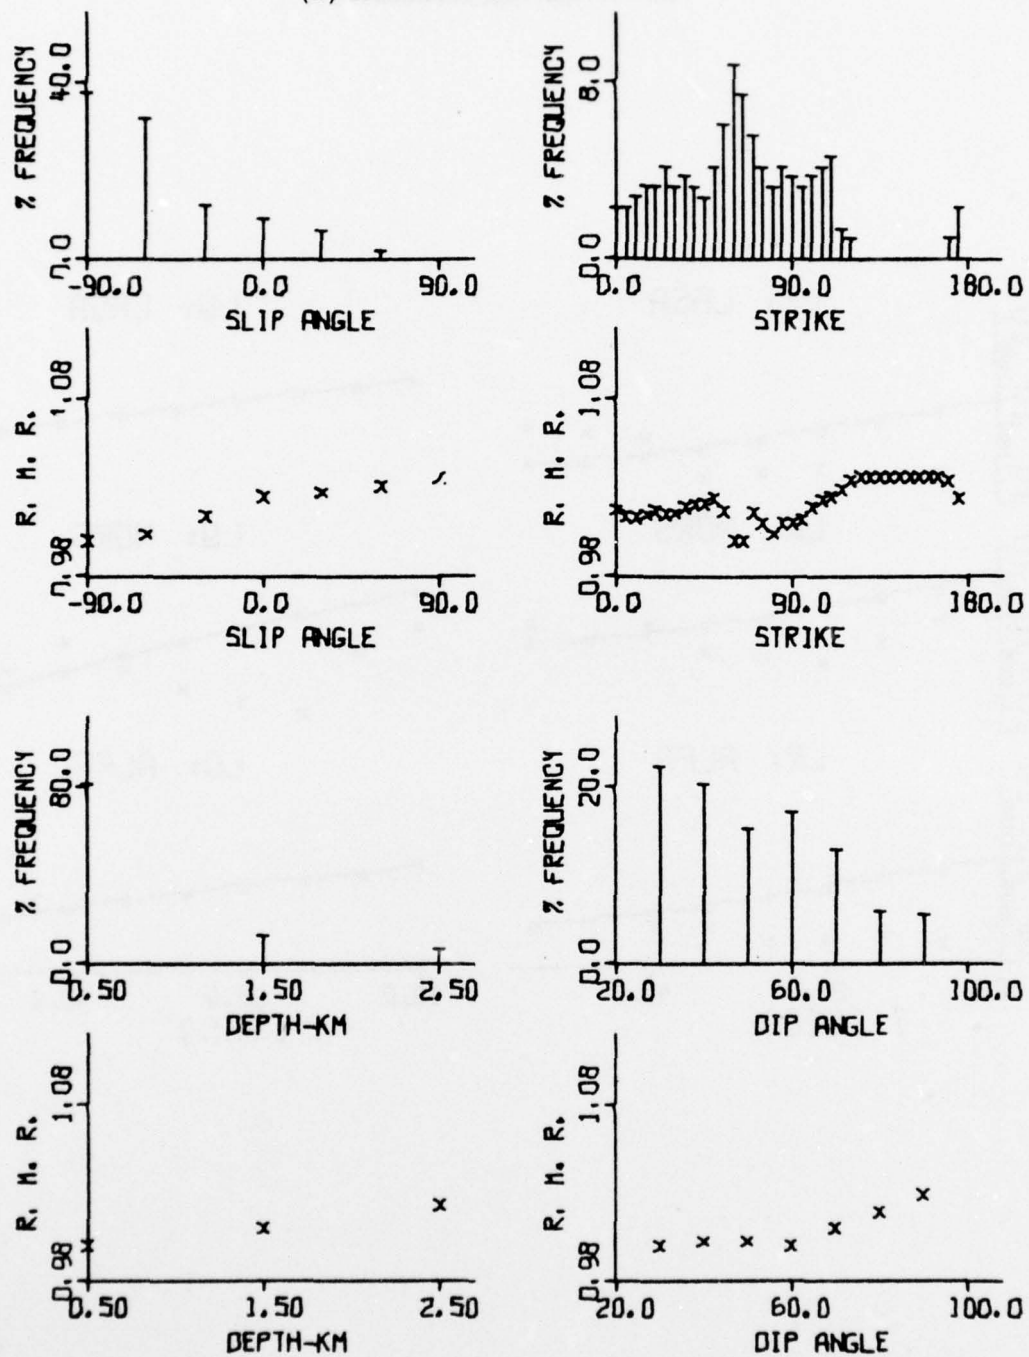 % FREQUENCY
40.0
0.0
-90.0 0.0 90.0
SLIP ANGLE
% FREQUENCY
8.0
0.0
0.0 90.0 180.0
STRIKE
R. M. R.
1.08
0.98
-90.0 0.0 90.0
SLIP ANGLE
R. M. R.
1.08
0.98
0.0 90.0 180.0
STRIKE
% FREQUENCY
80.0
0.0
0.50 1.50 2.50
DEPTH-KM
% FREQUENCY
20.0
0.0
20.0 60.0 100.0
DIP ANGLE
R. M. R.
1.08
0.98
0.50 1.50 2.50
DEPTH-KM
R. M. R.
1.08
0.98
20.0 60.0 100.0
DIP ANGLE